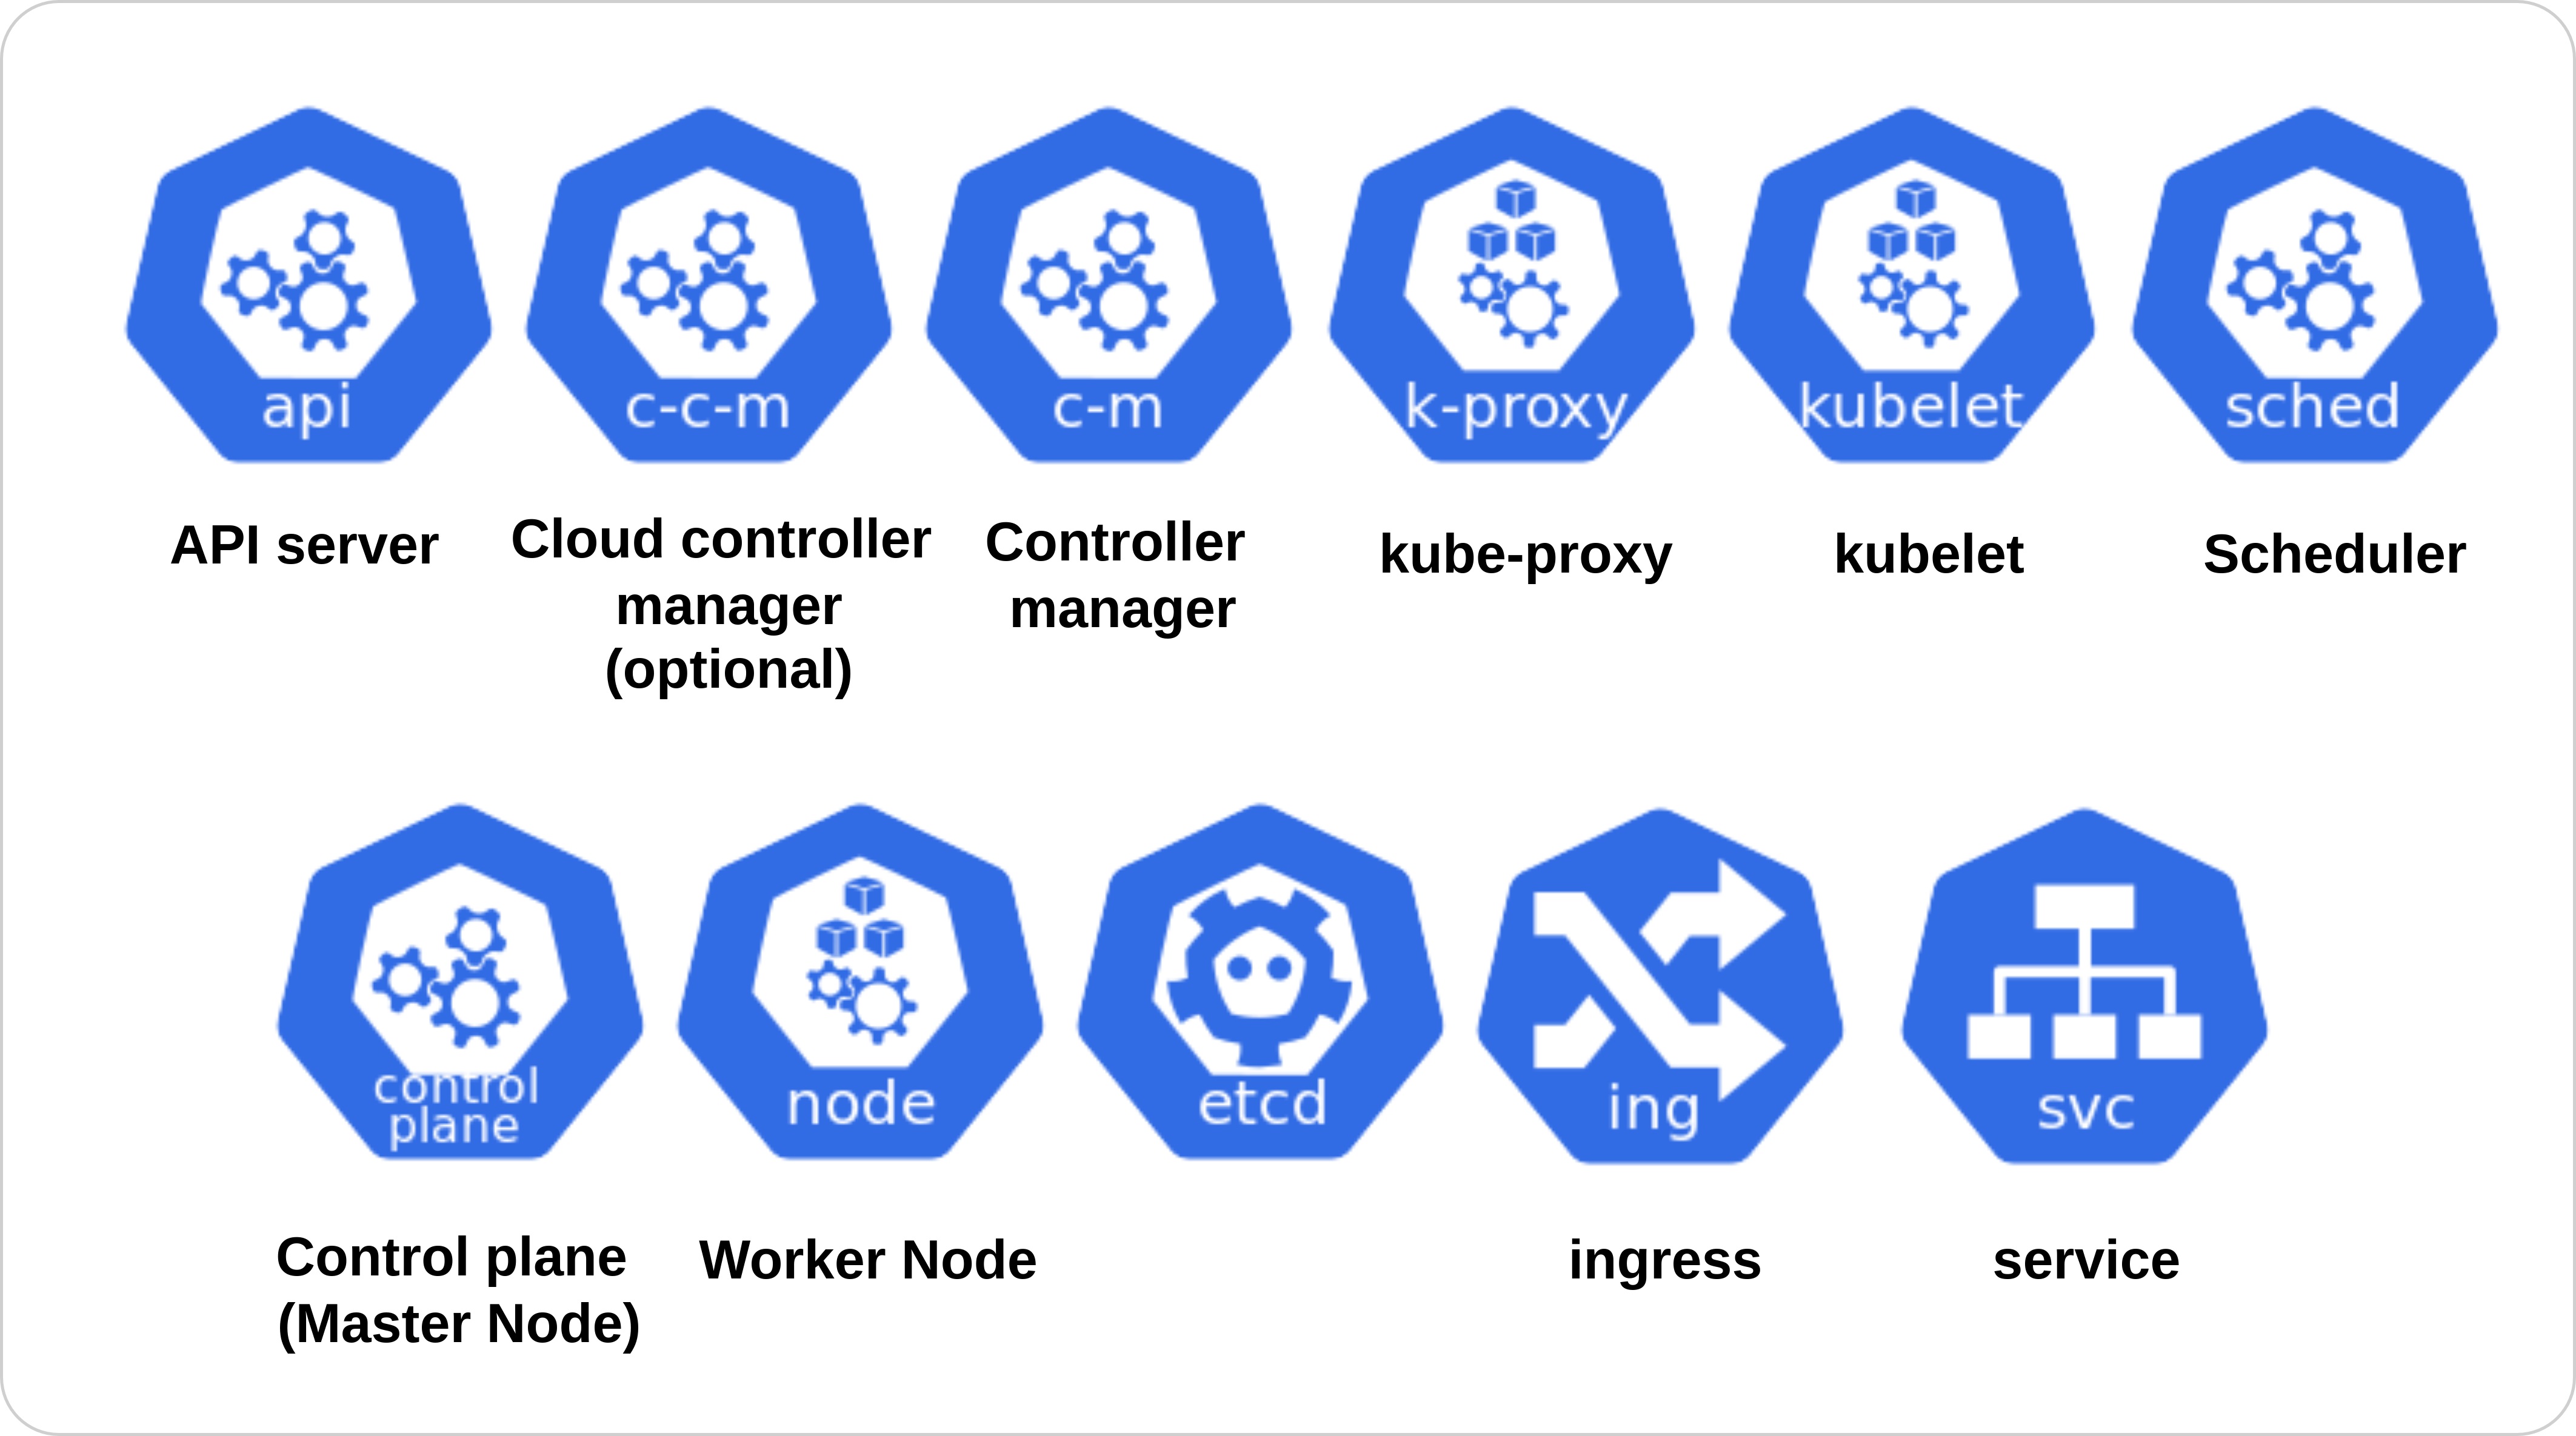 api
c-c-m
c-m
k-proxy
kubelet
sched
API server
Cloud controller
manager
(optional)
Controller
manager
kube-proxy
kubelet
Scheduler
control
plane
node
etcd
ing
svc
Control plane
(Master Node)
Worker Node
ingress
service